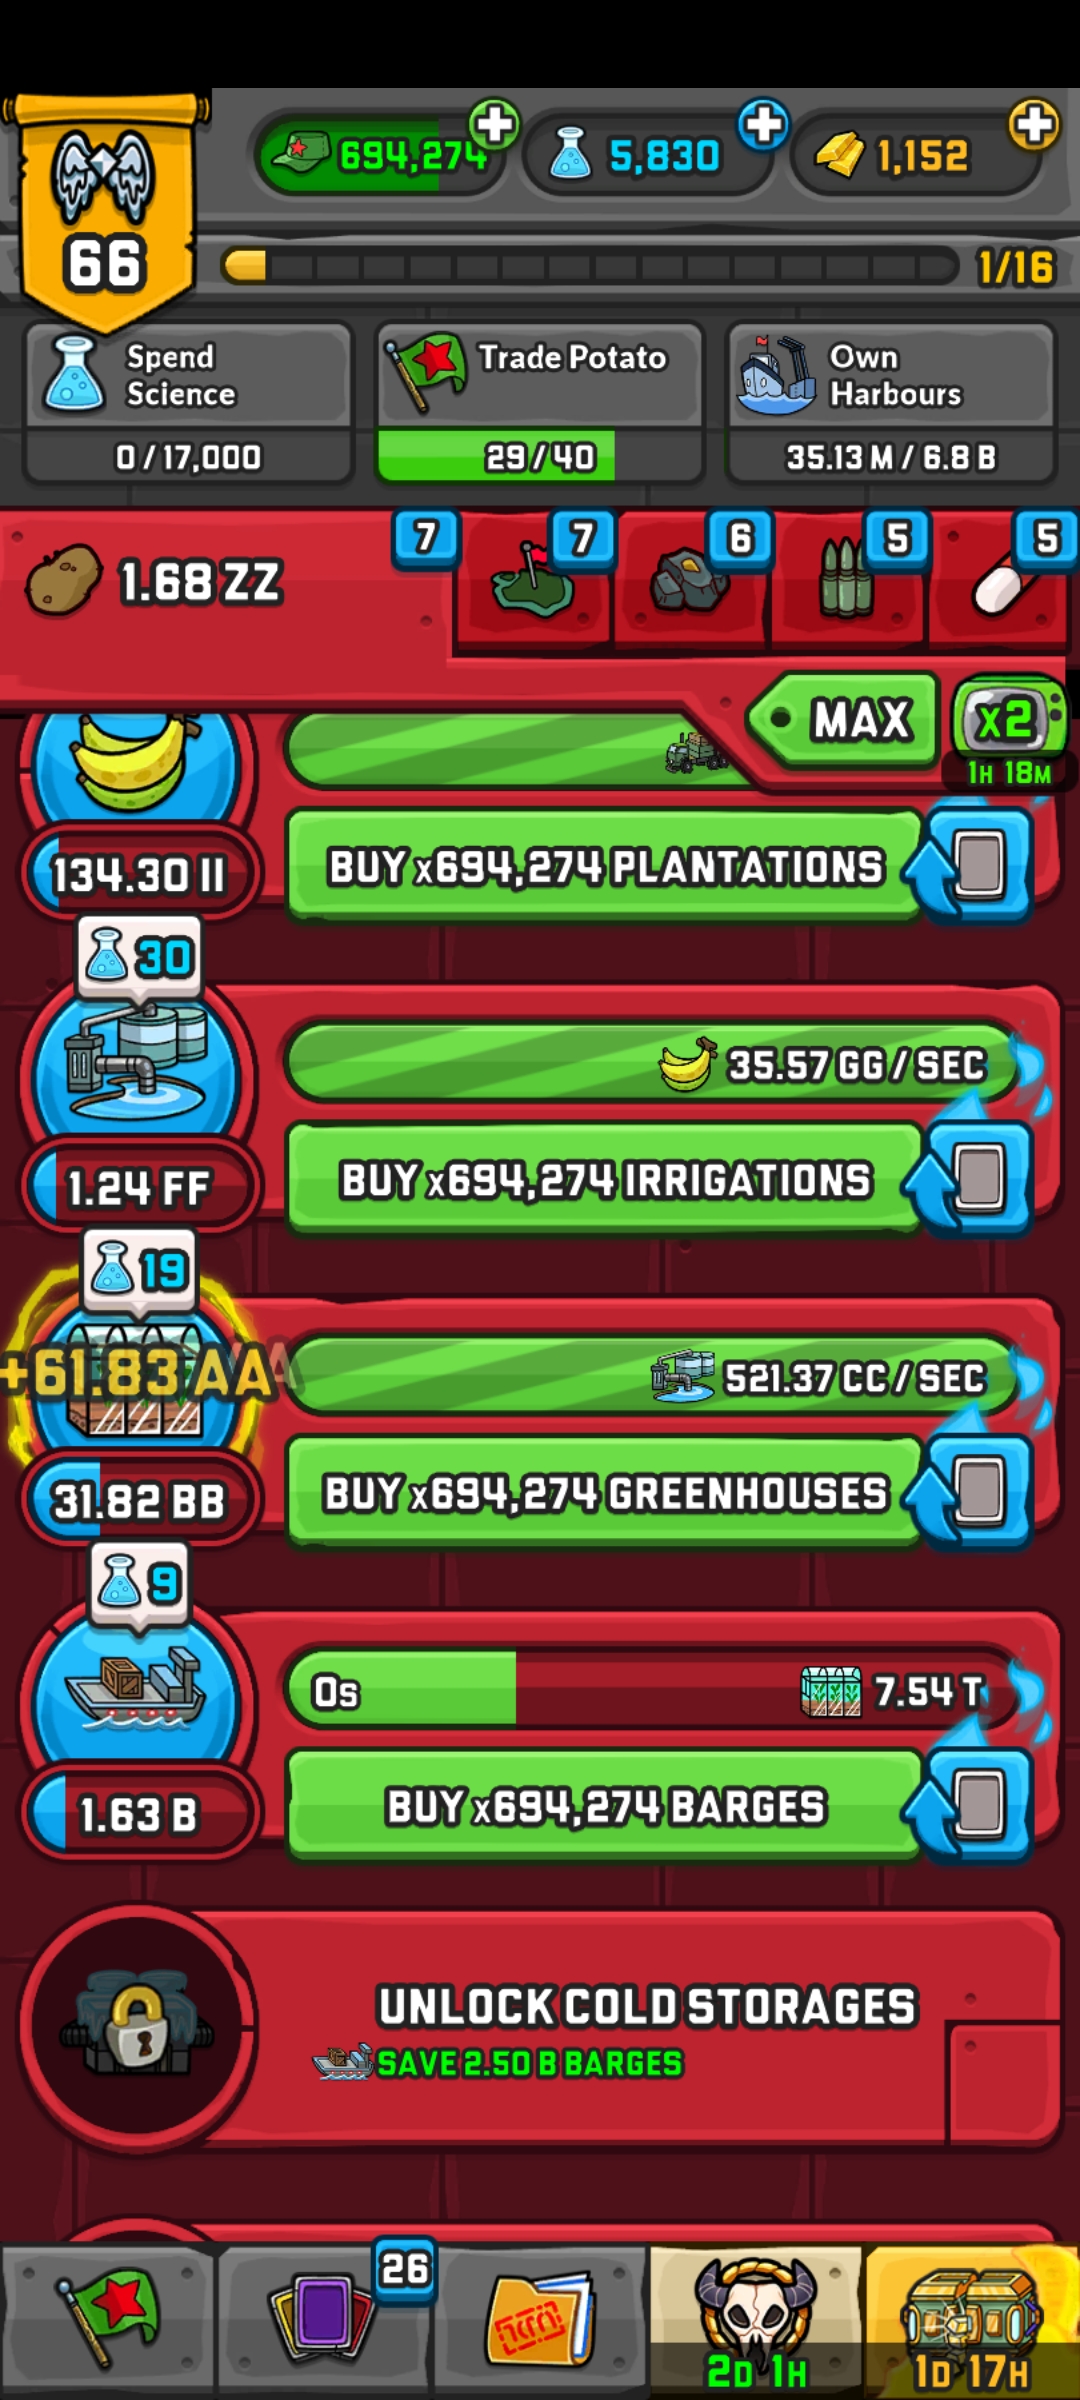 694,274
5,830
1,152
66
1/16
Spend
Science
0/17,000
Trade Potato
29/40
Own
Harbours
35.13 M / 6.8 B
1.68 ZZ
7
7
6
5
5
MAX
x2
1H 18M
134.30 II
BUY x694,274 PLANTATIONS
30
35.57 GG / SEC
1.24 FF
BUY x694,274 IRRIGATIONS
19
+61.83 AA
521.37 CC / SEC
31.82 BB
BUY x694,274 GREENHOUSES
9
0s
7.54 T
1.63 B
BUY x694,274 BARGES
UNLOCK COLD STORAGES
SAVE 2.50 B BARGES
26
2D 1H
1D 17H